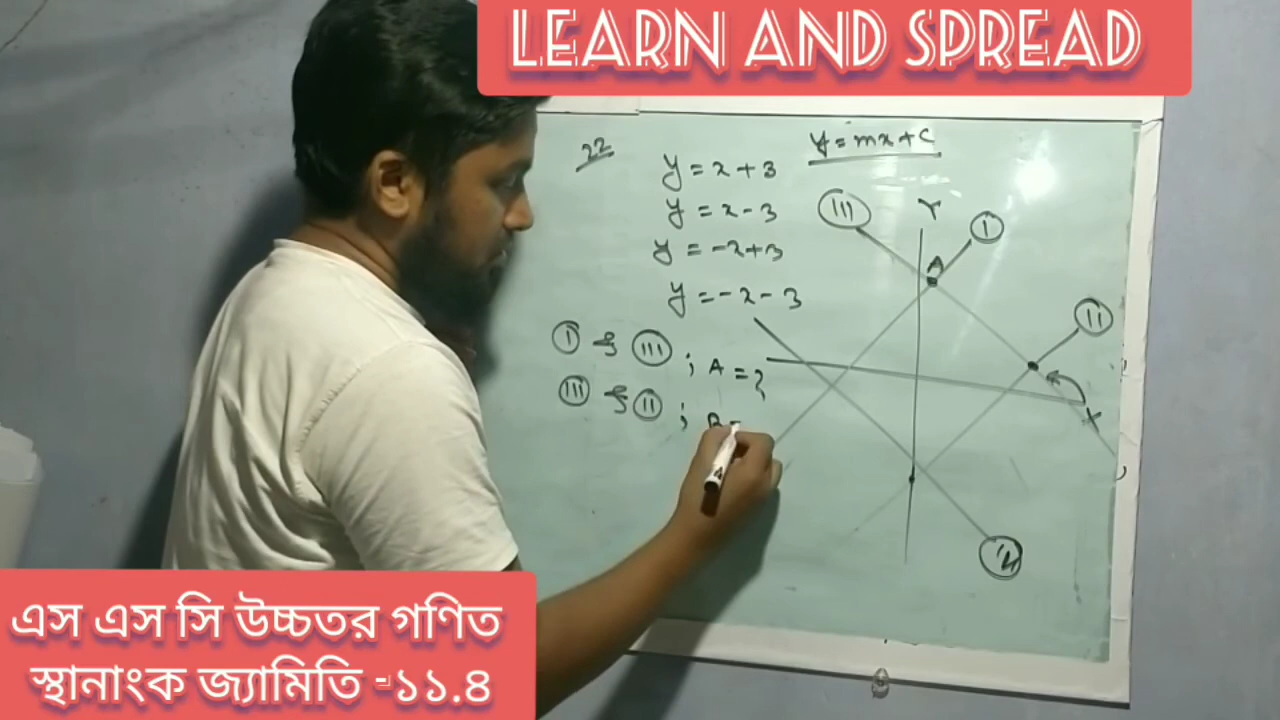 LEARN AND SPREAD
22
y = mx + c
y = x + 3
y = x - 3
y = -x + 3
y = -x - 3
III
Y
I
A
II
I ও III ; A = ?
III ও II ; B =
X
iv
এস এস সি উচ্চতর গণিত
স্থানাংক জ্যামিতি -১১.৪